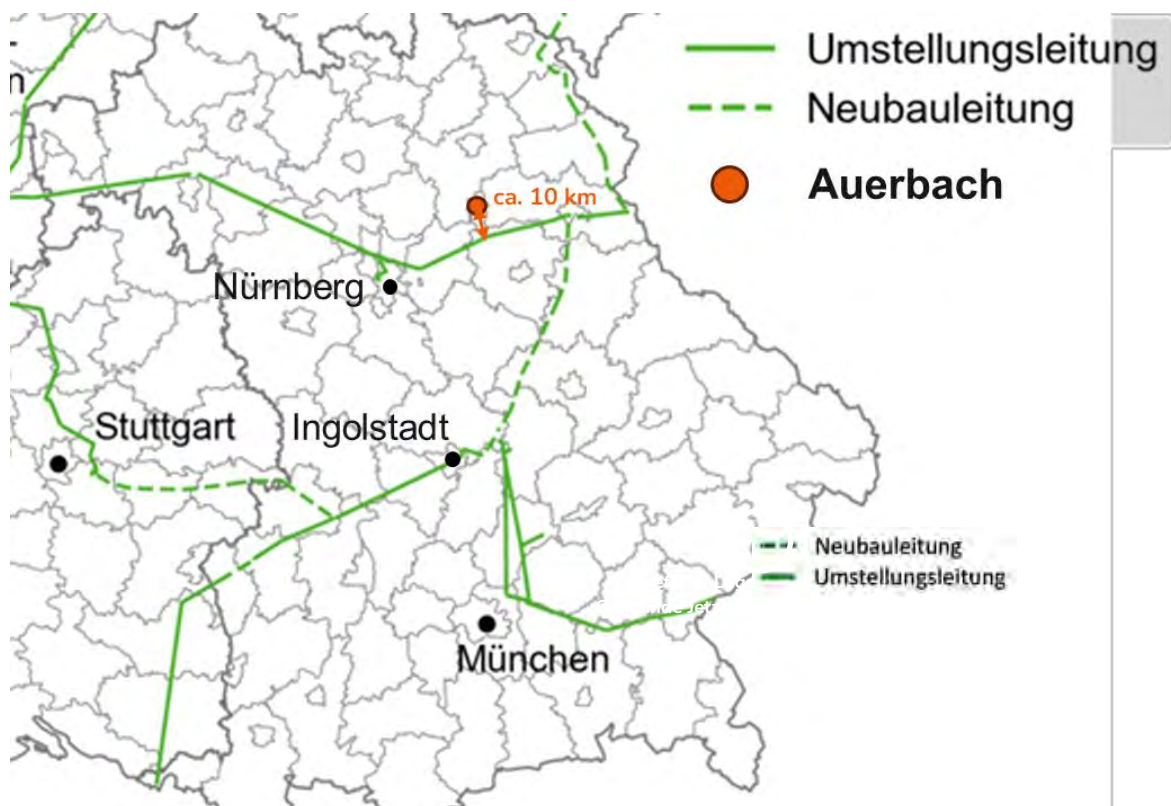 Umstellungsleitung
Neubauleitung
Auerbach
ca. 10 km
Nürnberg
Stuttgart
Ingolstadt
München
Neubauleitung
Umstellungsleitung